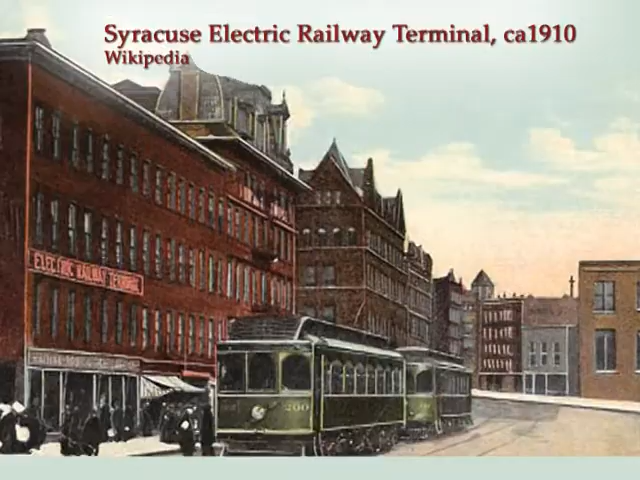 Syracuse Electric Railway Terminal, ca1910
Wikipedia
ELECTRIC RAILWAY TERMINAL
200